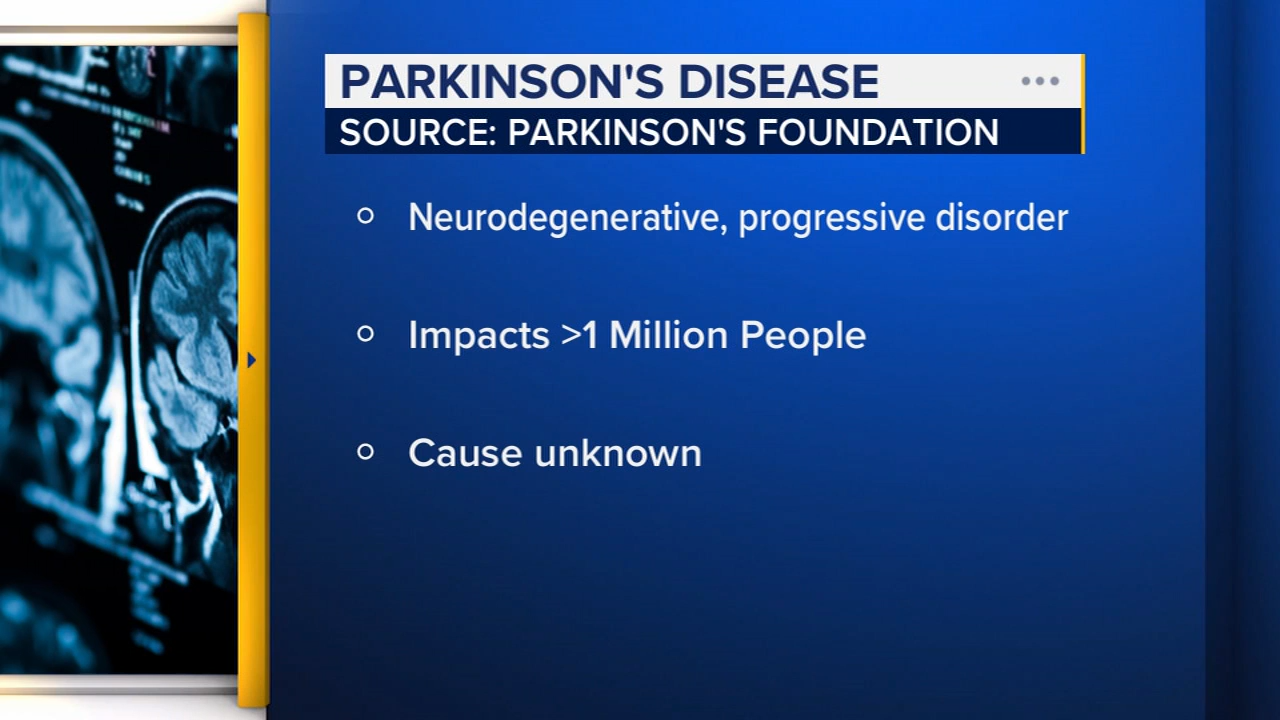 PARKINSON'S DISEASE
SOURCE: PARKINSON'S FOUNDATION
Neurodegenerative, progressive disorder
Impacts >1 Million People
Cause unknown